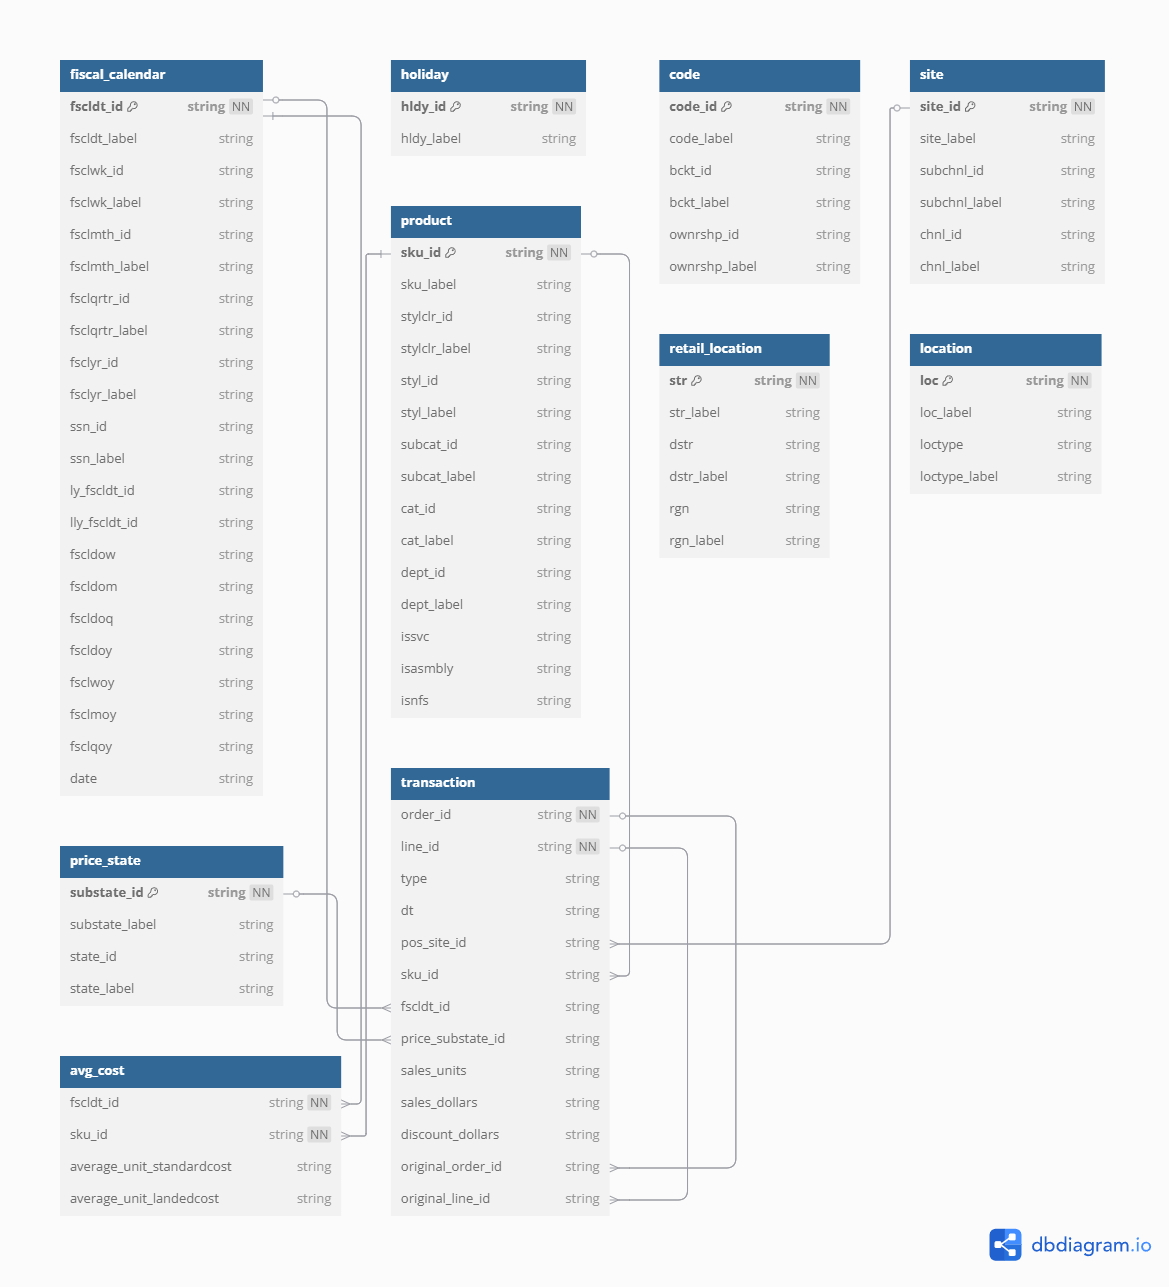 fiscal_calendar
fscldt_id string NN
fscldt_label string
fsclwk_id string
fsclwk_label string
fsclmth_id string
fsclmth_label string
fsclqrtr_id string
fsclqrtr_label string
fsclyr_id string
fsclyr_label string
ssn_id string
ssn_label string
ly_fscldt_id string
lly_fscldt_id string
fscldow string
fscldom string
fscldoq string
fscldoy string
fsclwoy string
fsclmoy string
fsclqoy string
date string
holiday
hldy_id string NN
hldy_label string
code
code_id string NN
code_label string
bckt_id string
bckt_label string
ownrshp_id string
ownrshp_label string
site
site_id string NN
site_label string
subchnl_id string
subchnl_label string
chnl_id string
chnl_label string
product
sku_id string NN
sku_label string
stylclr_id string
stylclr_label string
styl_id string
styl_label string
subcat_id string
subcat_label string
cat_id string
cat_label string
dept_id string
dept_label string
issvc string
isasmbly string
isnfs string
retail_location
str string NN
str_label string
dstr string
dstr_label string
rgn string
rgn_label string
location
loc string NN
loc_label string
loctype string
loctype_label string
transaction
order_id string NN
line_id string NN
type string
dt string
pos_site_id string
sku_id string
fscldt_id string
price_substate_id string
sales_units string
sales_dollars string
discount_dollars string
original_order_id string
original_line_id string
price_state
substate_id string NN
substate_label string
state_id string
state_label string
avg_cost
fscldt_id string NN
sku_id string NN
average_unit_standardcost string
average_unit_landedcost string
dbdiagram.io